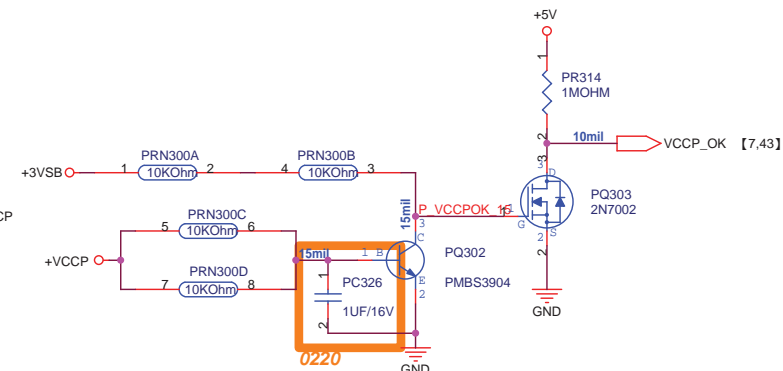 +5V
1
PR314
1MOHM
2
10mil
VCCP_OK 【7,43】
PRN300A
PRN300B
+3VSB
1
10KOhm
2
4
10KOhm
3
3
D
P_VCCPOK_
1
G
PQ303
2N7002
2
S
2
GND
15mil
3
C
CP
PRN300C
5
10KOhm
6
+VCCP
15mil
1
B
PQ302
PRN300D
7
10KOhm
8
1
PC326
E
2
PMBS3904
1UF/16V
2
0220
GND